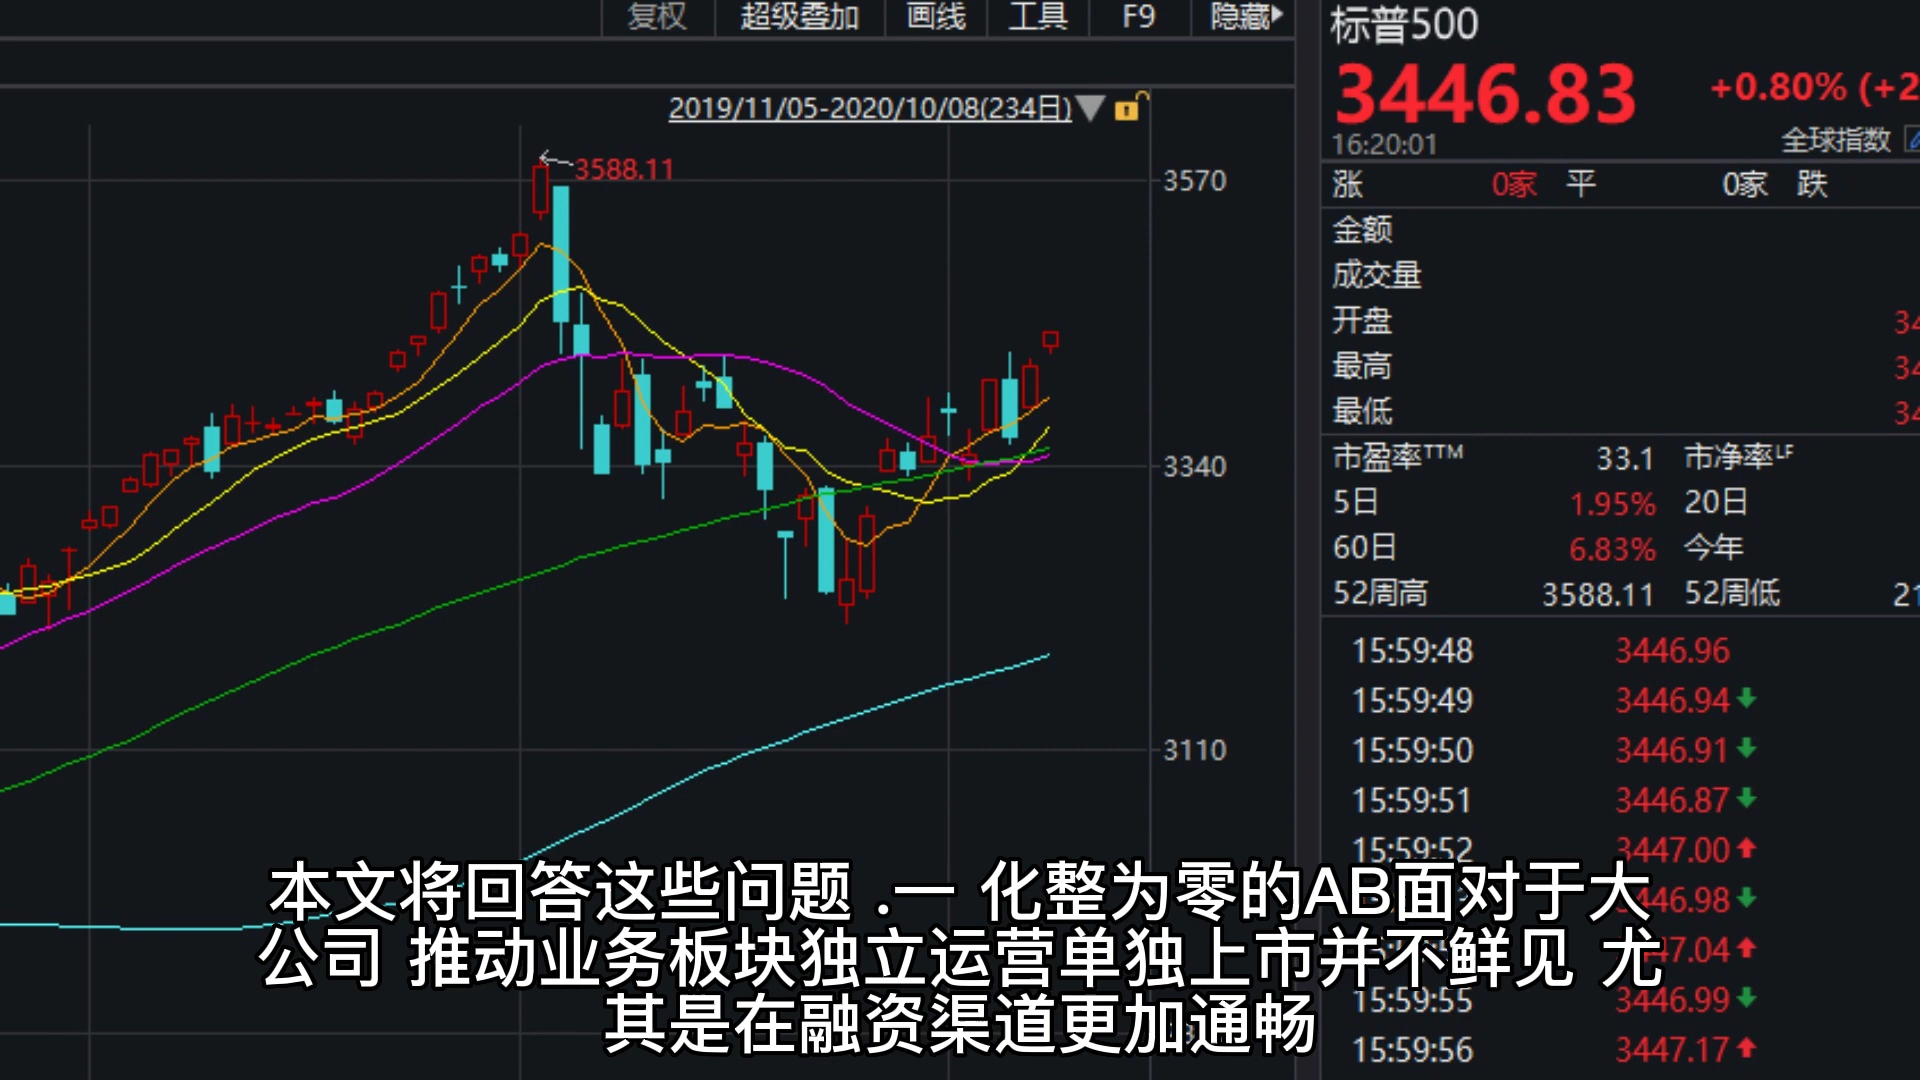 复权 超级叠加 画线 工具 F9 隐藏
2019/11/05-2020/10/08(234日)
3588.11
3570
3340
3110
标普500
3446.83 +0.80% (+2
16:20:01 全球指数
涨 0家 平 0家 跌
金额
成交量
开盘 34
最高 34
最低 34
市盈率TTM 33.1 市净率LF
5日 1.95% 20日
60日 6.83% 今年
52周高 3588.11 52周低 21
15:59:48 3446.96
15:59:49 3446.94
15:59:50 3446.91
15:59:51 3446.87
15:59:52 3447.00
46.98
47.04
15:59:55 3446.99
15:59:56 3447.17
本文将回答这些问题 .一 化整为零的AB面对于大
公司 推动业务板块独立运营单独上市并不鲜见 尤
其是在融资渠道更加通畅